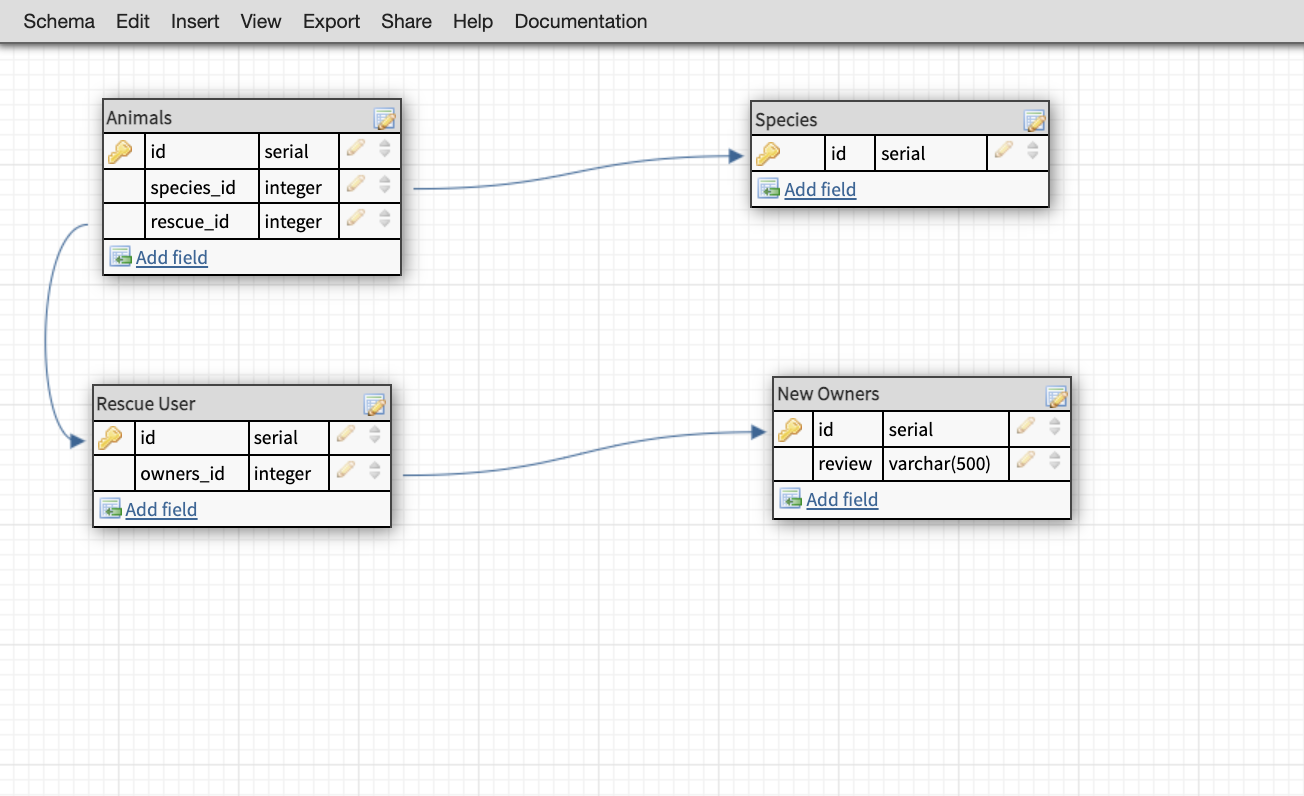 Schema Edit Insert View Export Share Help Documentation
Animals
id serial
species_id integer
rescue_id integer
Add field
Species
id serial
Add field
Rescue User
id serial
owners_id integer
Add field
New Owners
id serial
review varchar(500)
Add field